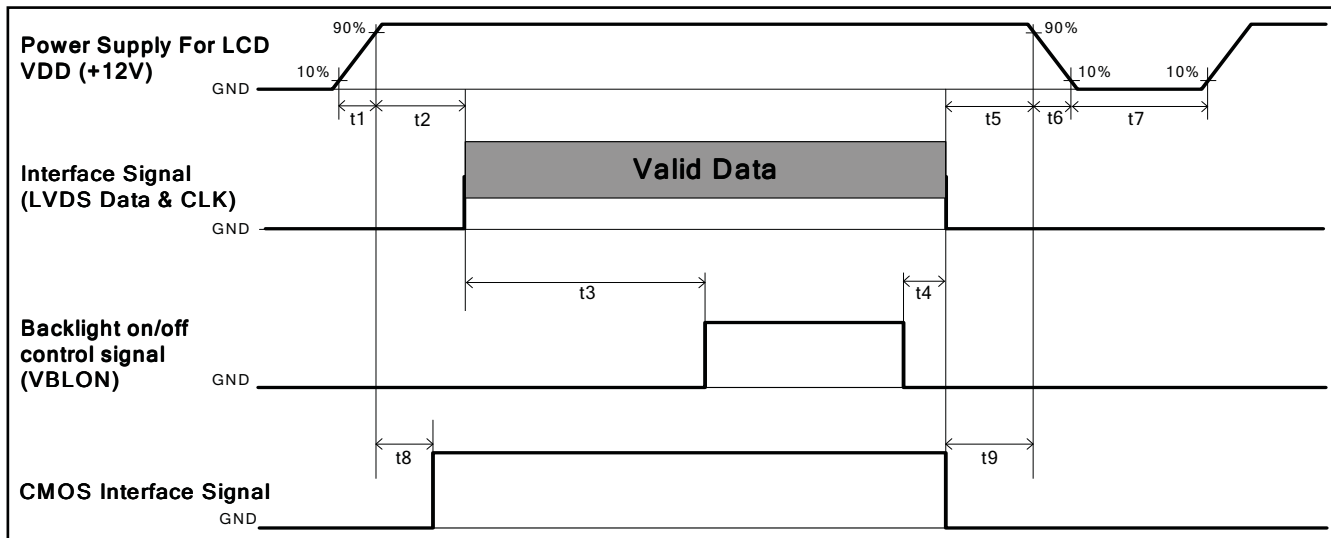 Power Supply For LCD
VDD (+12V)
90%
10%
GND
90%
10%
10%
t1
t2
t5
t6
t7
Interface Signal
(LVDS Data & CLK)
GND
Valid Data
t3
t4
Backlight on/off
control signal
(VBLON)
GND
t8
t9
CMOS Interface Signal
GND